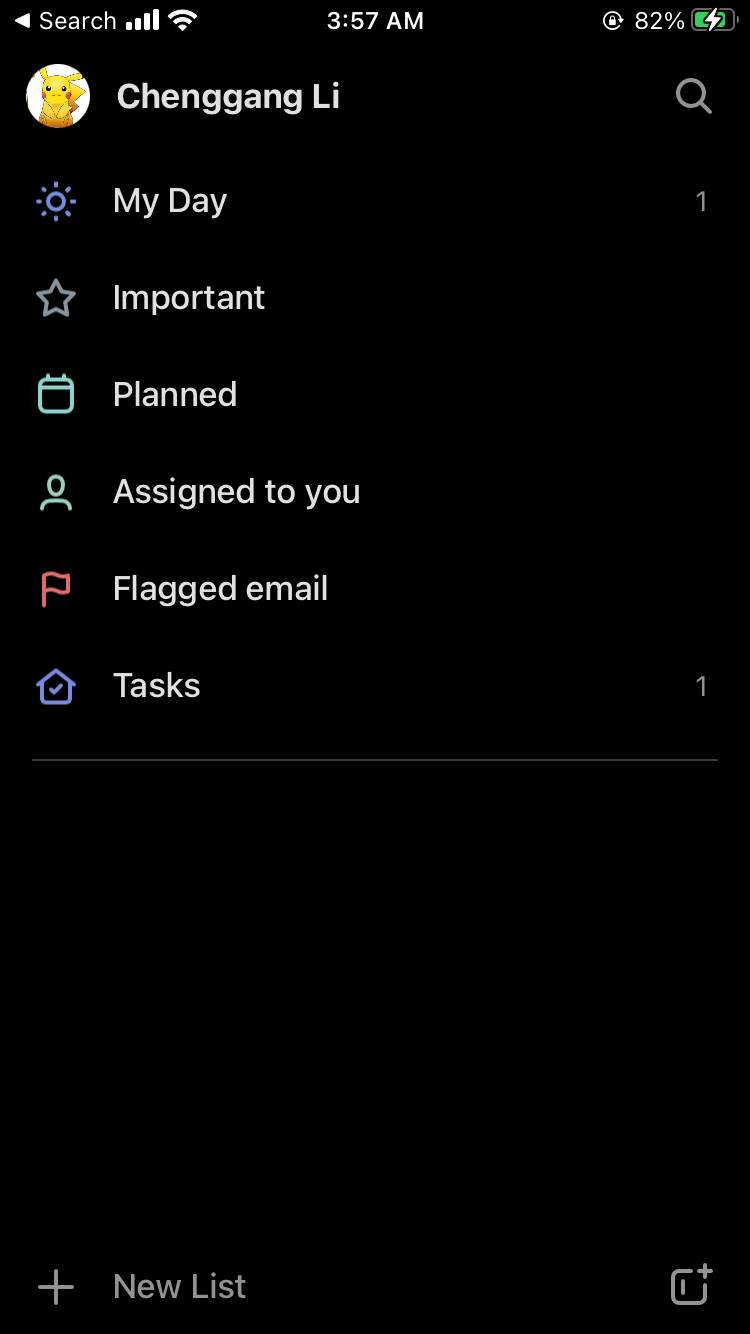 Search 3:57 AM 82%
Chenggang Li
My Day 1
Important
Planned
Assigned to you
Flagged email
Tasks 1
New List